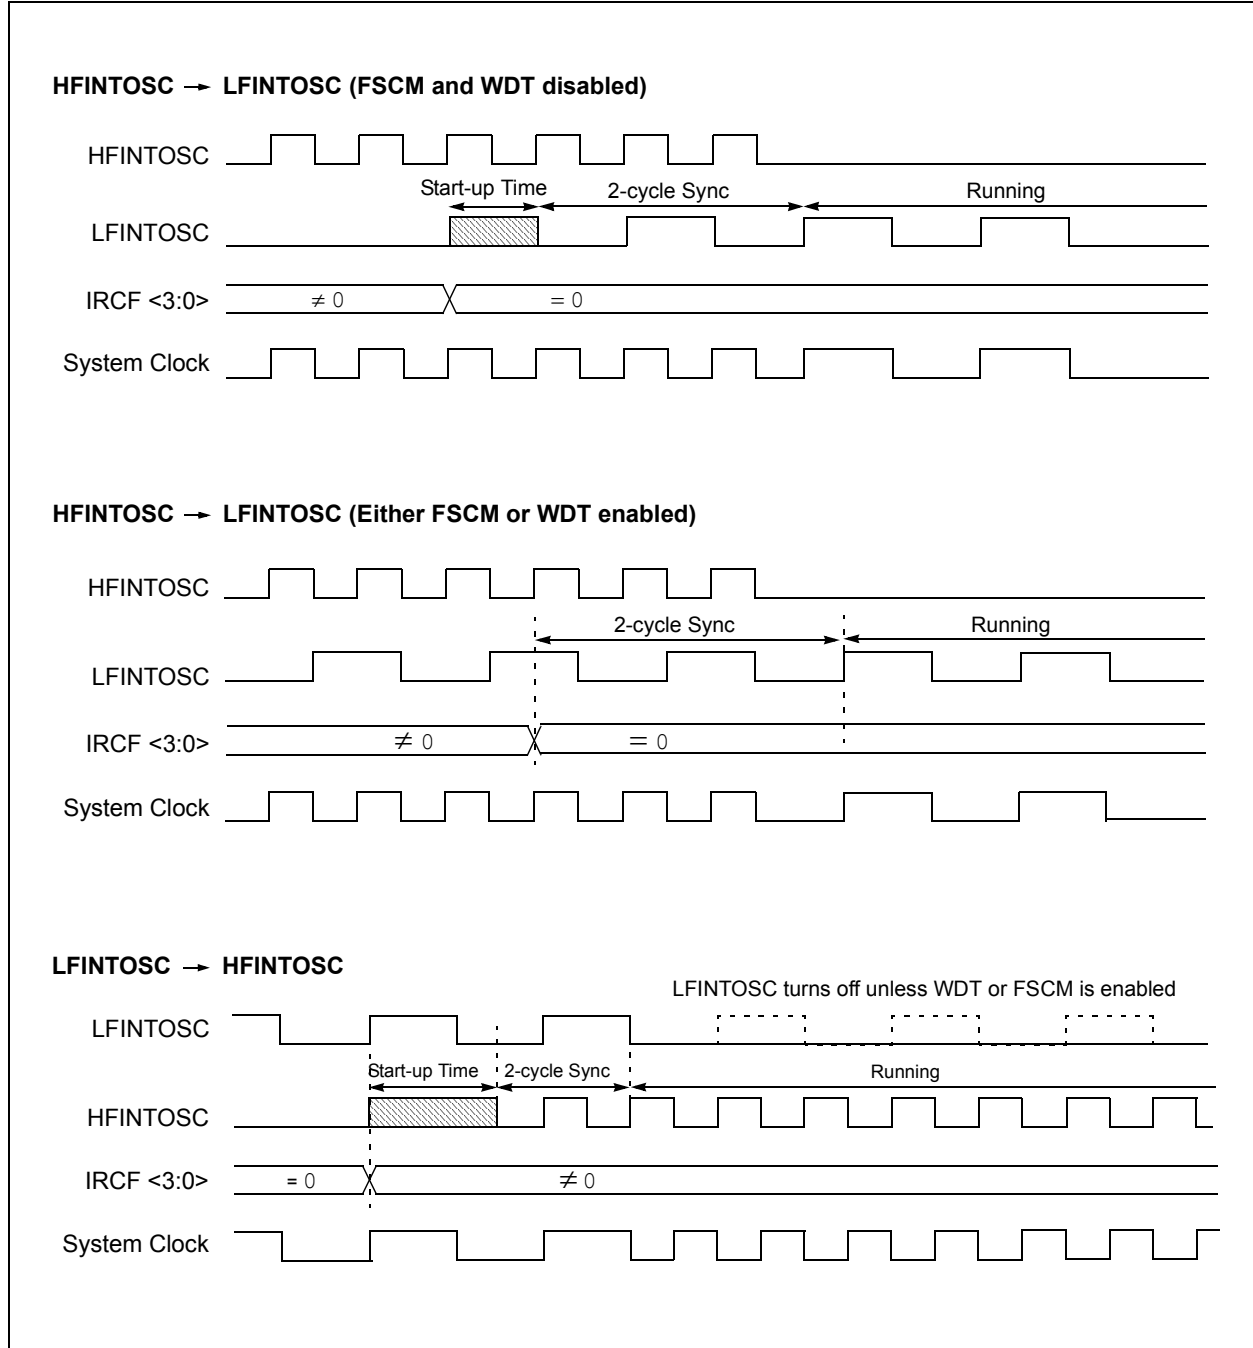 HFINTOSC → LFINTOSC (FSCM and WDT disabled)
HFINTOSC
Start-up Time 2-cycle Sync Running
LFINTOSC
IRCF <3:0> ≠ 0 = 0
System Clock
HFINTOSC → LFINTOSC (Either FSCM or WDT enabled)
HFINTOSC
2-cycle Sync Running
LFINTOSC
IRCF <3:0> ≠ 0 = 0
System Clock
LFINTOSC → HFINTOSC
LFINTOSC turns off unless WDT or FSCM is enabled
LFINTOSC
Start-up Time 2-cycle Sync Running
HFINTOSC
IRCF <3:0> = 0 ≠ 0
System Clock